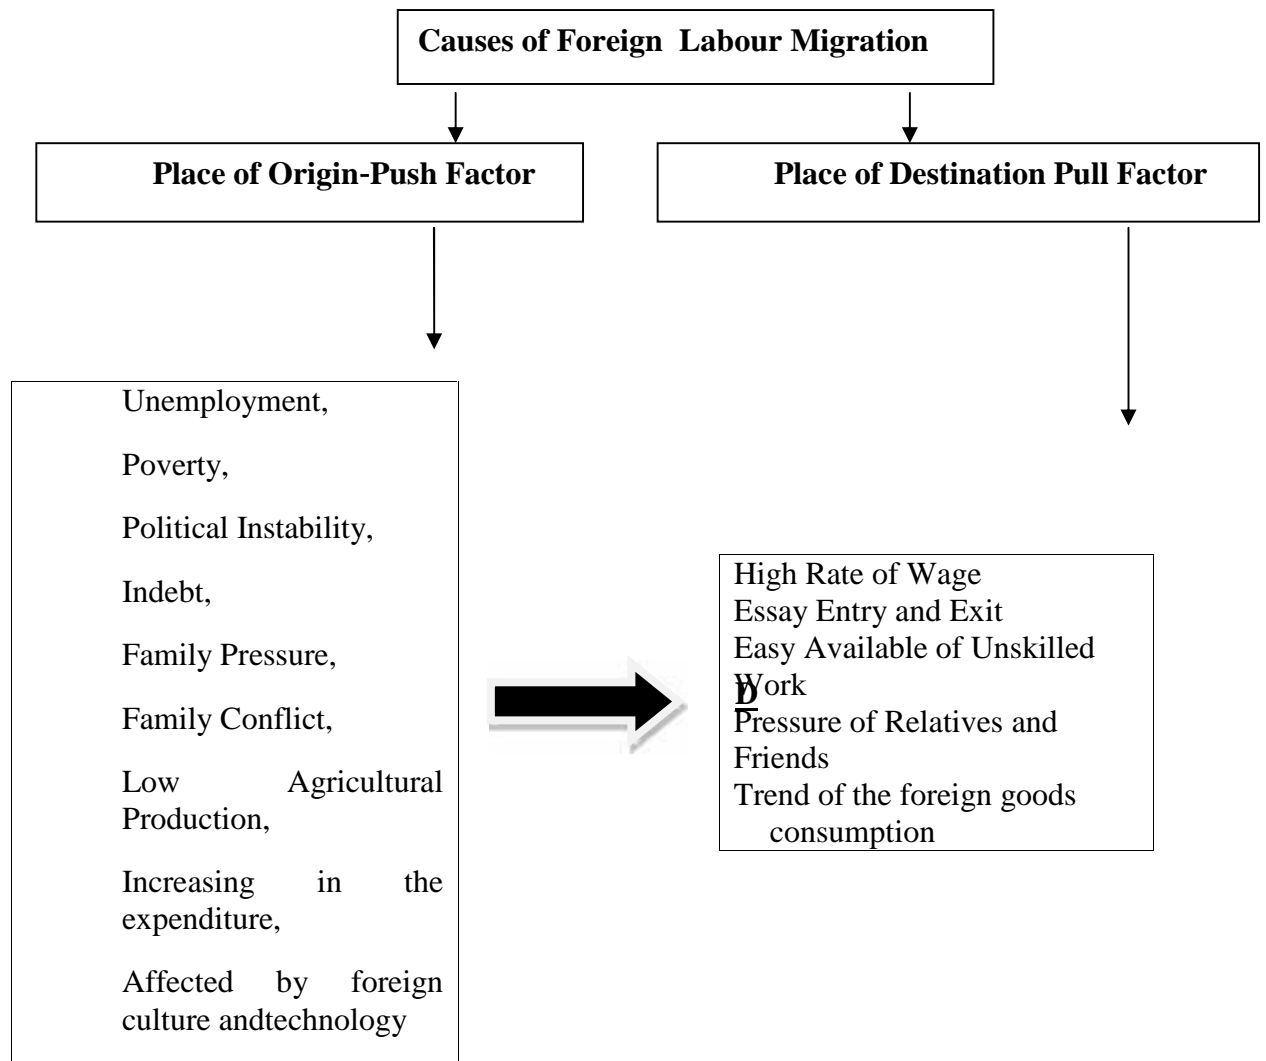 Causes of Foreign Labour Migration
Place of Origin-Push Factor
Place of Destination Pull Factor
Unemployment,
Poverty,
Political Instability,
Indebt,
Family Pressure,
Family Conflict,
Low Agricultural
Production,
Increasing in the
expenditure,
Affected by foreign
culture andtechnology
High Rate of Wage
Essay Entry and Exit
Easy Available of Unskilled
Work
D
Pressure of Relatives and
Friends
Trend of the foreign goods
consumption